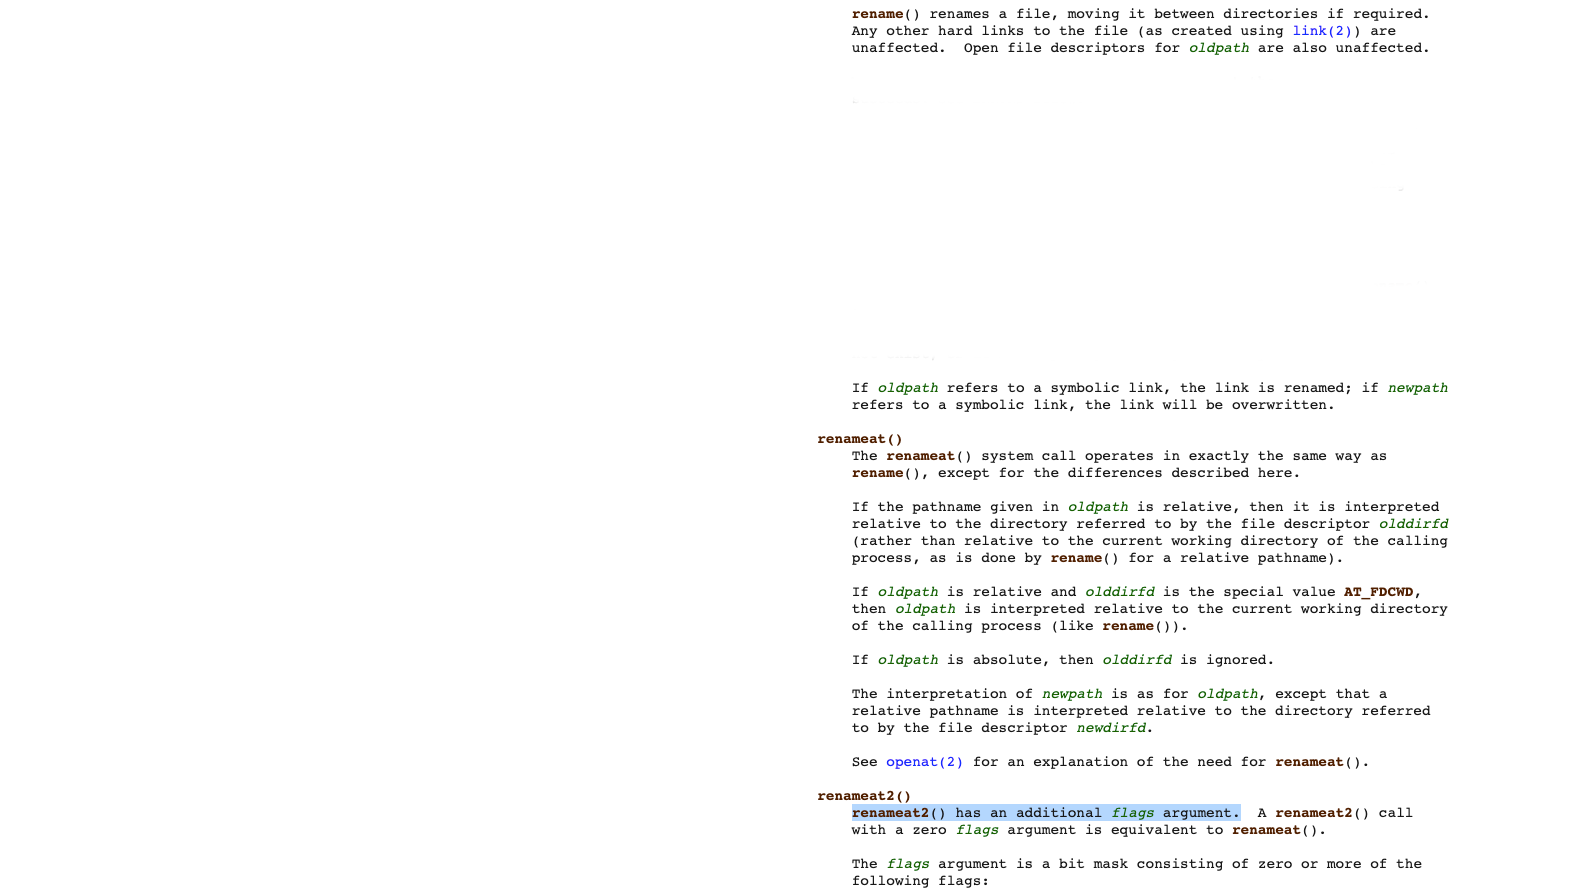 rename() renames a file, moving it between directories if required.
Any other hard links to the file (as created using link(2)) are
unaffected.  Open file descriptors for oldpath are also unaffected.
If oldpath refers to a symbolic link, the link is renamed; if newpath
refers to a symbolic link, the link will be overwritten.
renameat()
The renameat() system call operates in exactly the same way as
rename(), except for the differences described here.
If the pathname given in oldpath is relative, then it is interpreted
relative to the directory referred to by the file descriptor olddirfd
(rather than relative to the current working directory of the calling
process, as is done by rename() for a relative pathname).
If oldpath is relative and olddirfd is the special value AT_FDCWD,
then oldpath is interpreted relative to the current working directory
of the calling process (like rename()).
If oldpath is absolute, then olddirfd is ignored.
The interpretation of newpath is as for oldpath, except that a
relative pathname is interpreted relative to the directory referred
to by the file descriptor newdirfd.
See openat(2) for an explanation of the need for renameat().
renameat2()
renameat2() has an additional flags argument.  A renameat2() call
with a zero flags argument is equivalent to renameat().
The flags argument is a bit mask consisting of zero or more of the
following flags: